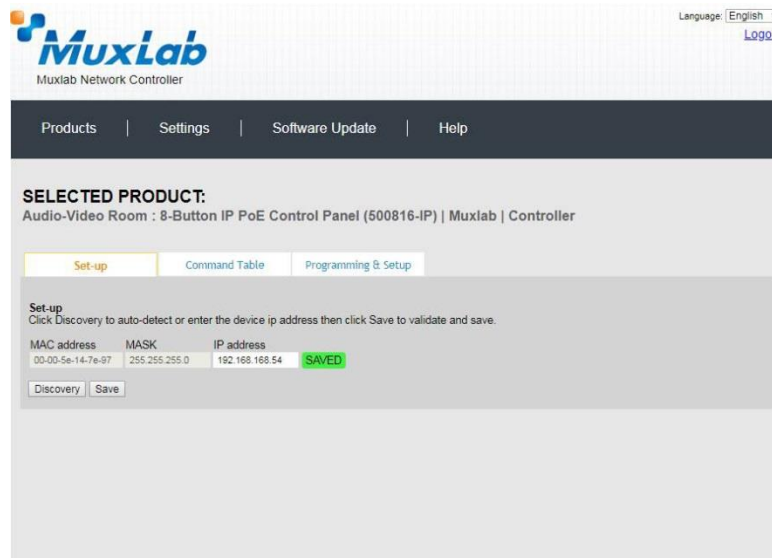 Language: English
Logo
MuxLab
Muxlab Network Controller
Products | Settings | Software Update | Help
SELECTED PRODUCT:
Audio-Video Room : 8-Button IP PoE Control Panel (500816-IP) | Muxlab | Controller
Set-up Command Table Programming & Setup
Set-up
Click Discovery to auto-detect or enter the device ip address then click Save to validate and save.
MAC address MASK IP address
00-00-5e-14-7e-97 255.255.255.0 192.168.168.54 SAVED
Discovery Save